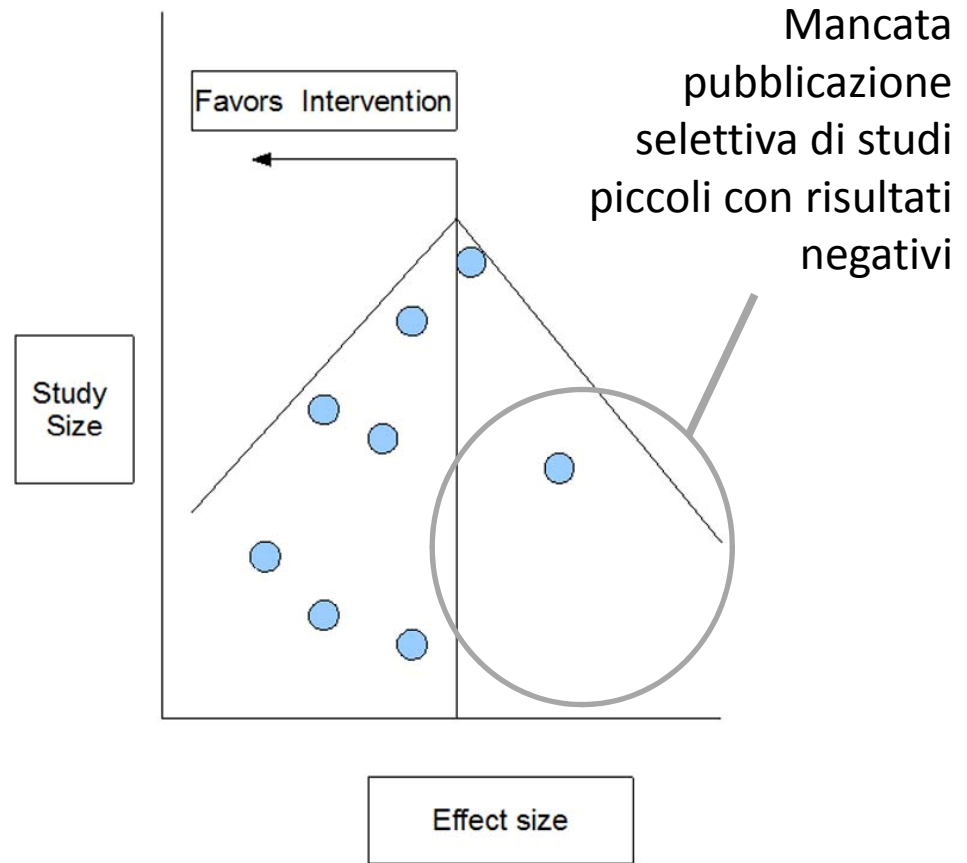 Mancata
pubblicazione
selettiva di studi
piccoli con risultati
negativi
Favors Intervention
Study
Size
Effect size